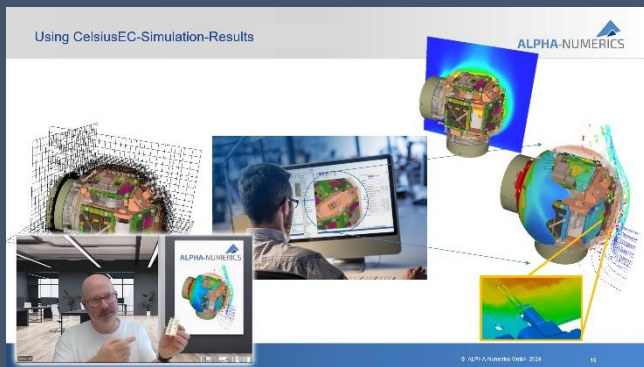 Using CelsiusEC-Simulation-Results
ALPHA-NUMERICS
ALPHA-NUMERICS
© ALPHA-Numerics GmbH 2024
16